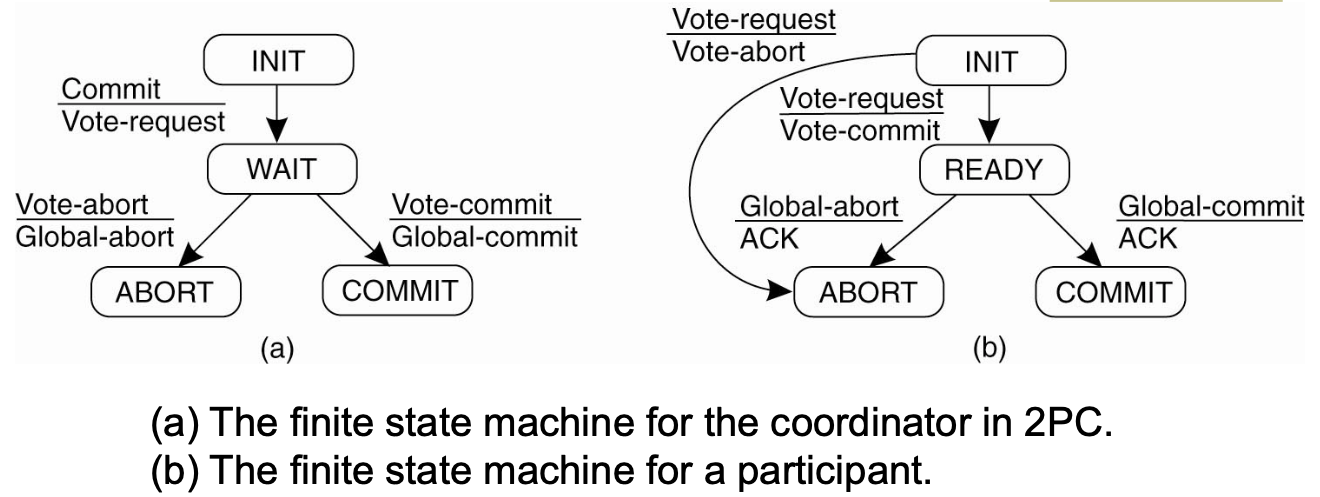 INIT
Commit
Vote-request
WAIT
Vote-abort
Global-abort
Vote-commit
Global-commit
ABORT
COMMIT
(a)
Vote-request
Vote-abort
INIT
Vote-request
Vote-commit
READY
Global-abort
ACK
Global-commit
ACK
ABORT
COMMIT
(b)
(a) The finite state machine for the coordinator in 2PC.
(b) The finite state machine for a participant.